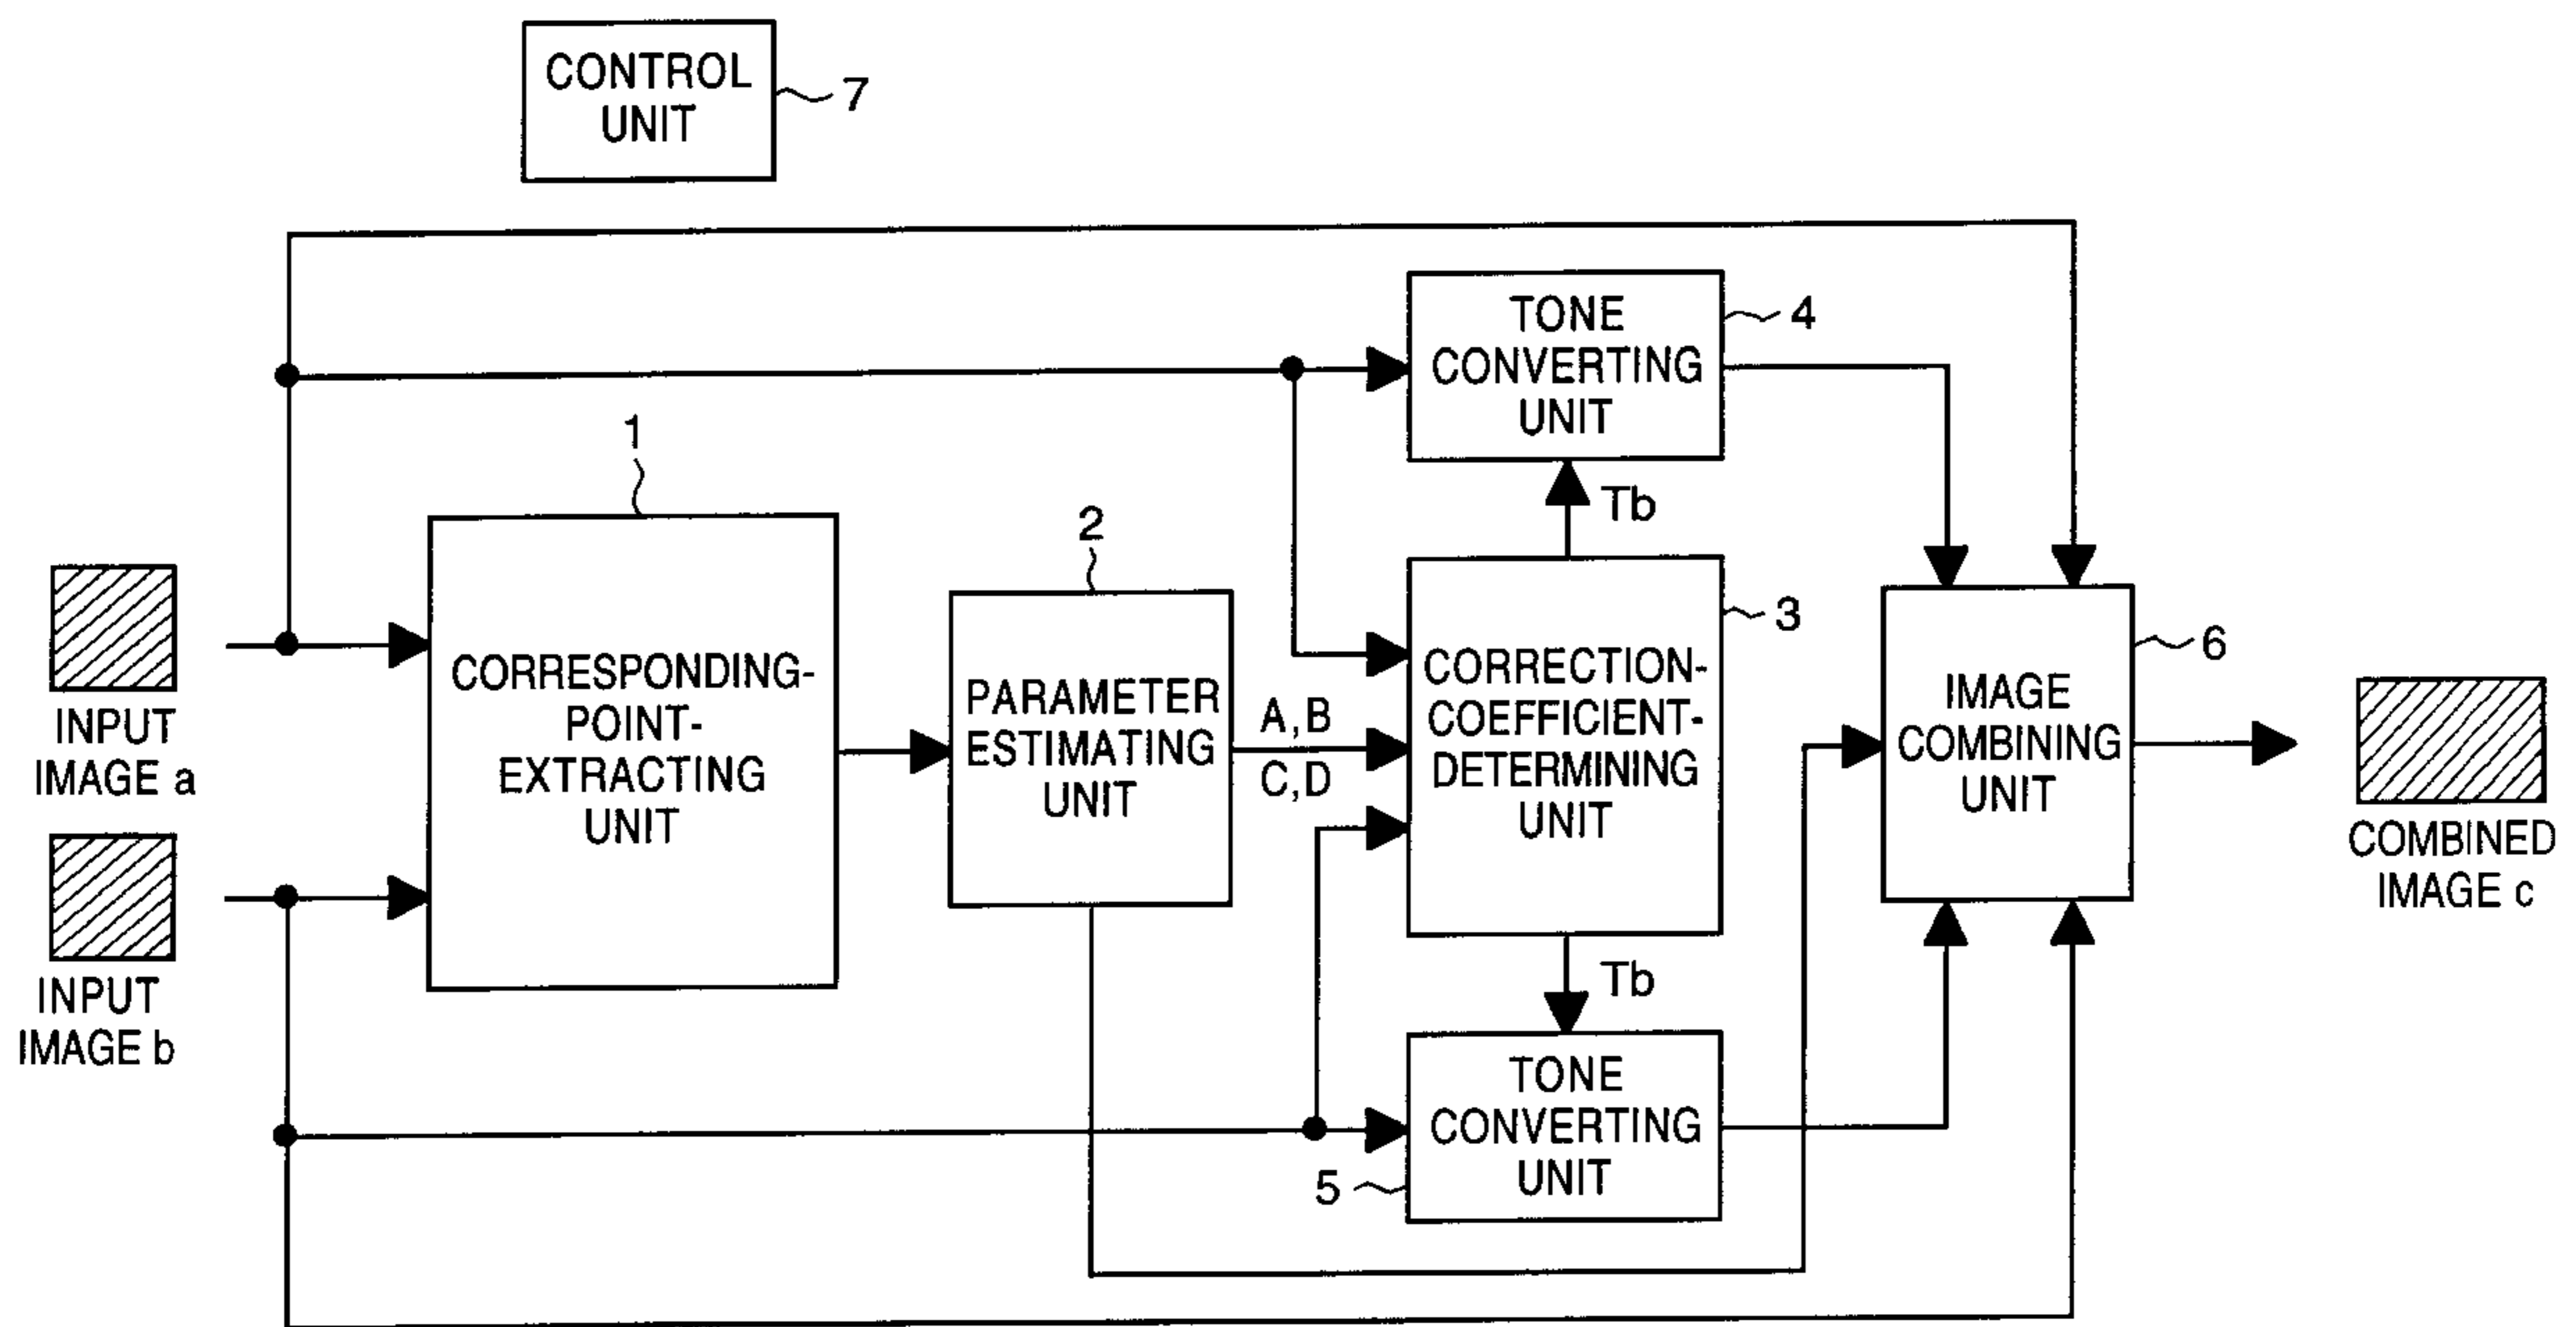 CONTROL
UNIT
7
TONE
CONVERTING
UNIT
4
1
Tb
2
CORRESPONDING-
POINT-
EXTRACTING
UNIT
PARAMETER
ESTIMATING
UNIT
A,B
C,D
CORRECTION-
COEFFICIENT-
DETERMINING
UNIT
3
IMAGE
COMBINING
UNIT
6
INPUT
IMAGE a
COMBINED
IMAGE c
INPUT
IMAGE b
Tb
TONE
CONVERTING
UNIT
5